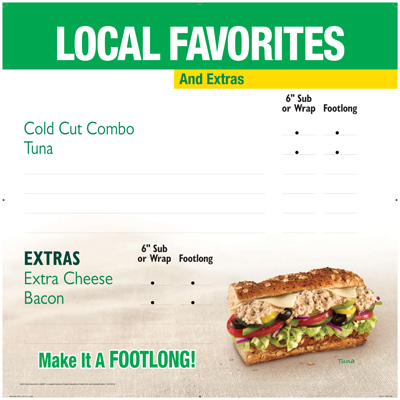 LOCAL FAVORITES
And Extras
6" Sub
or Wrap Footlong
Cold Cut Combo . .
Tuna . .
EXTRAS
6" Sub
or Wrap Footlong
Extra Cheese . .
Bacon . .
Tuna
Make It A FOOTLONG!